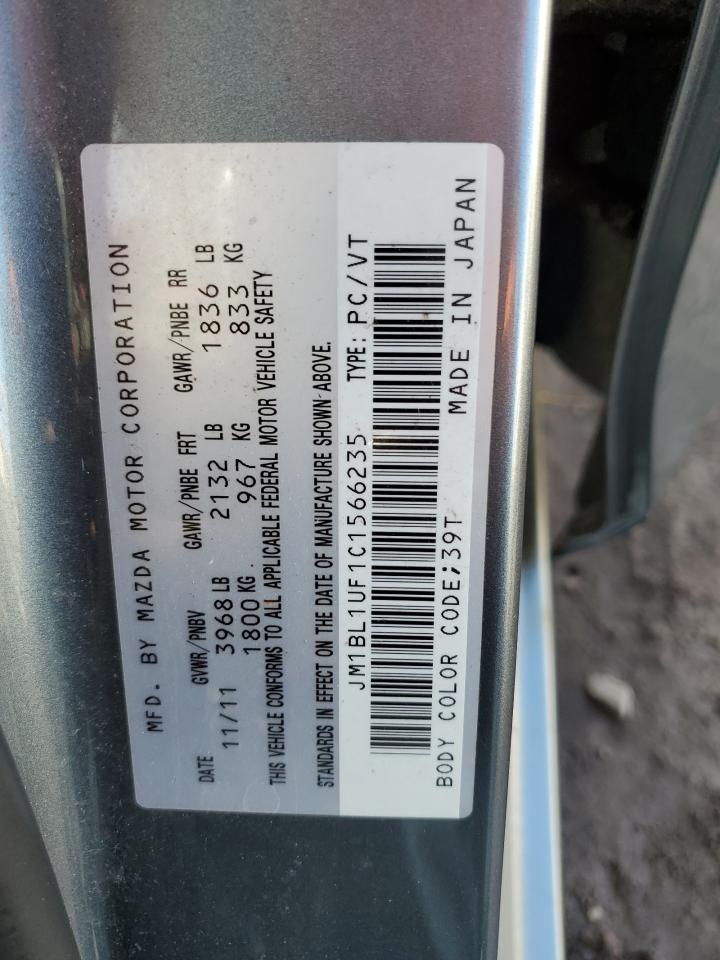 MFD. BY MAZDA MOTOR CORPORATION
DATE GVWR/PNBV GAWR/PNBE FRT GAWR/PNBE RR
11/11 3968 LB 2132 LB 1836 LB
1800 KG 967 KG 833 KG
THIS VEHICLE CONFORMS TO ALL APPLICABLE FEDERAL MOTOR VEHICLE SAFETY
STANDARDS IN EFFECT ON THE DATE OF MANUFACTURE SHOWN ABOVE.
JM1BL1UF1C1566235 TYPE: PC/VT
BODY COLOR CODE;39T MADE IN JAPAN